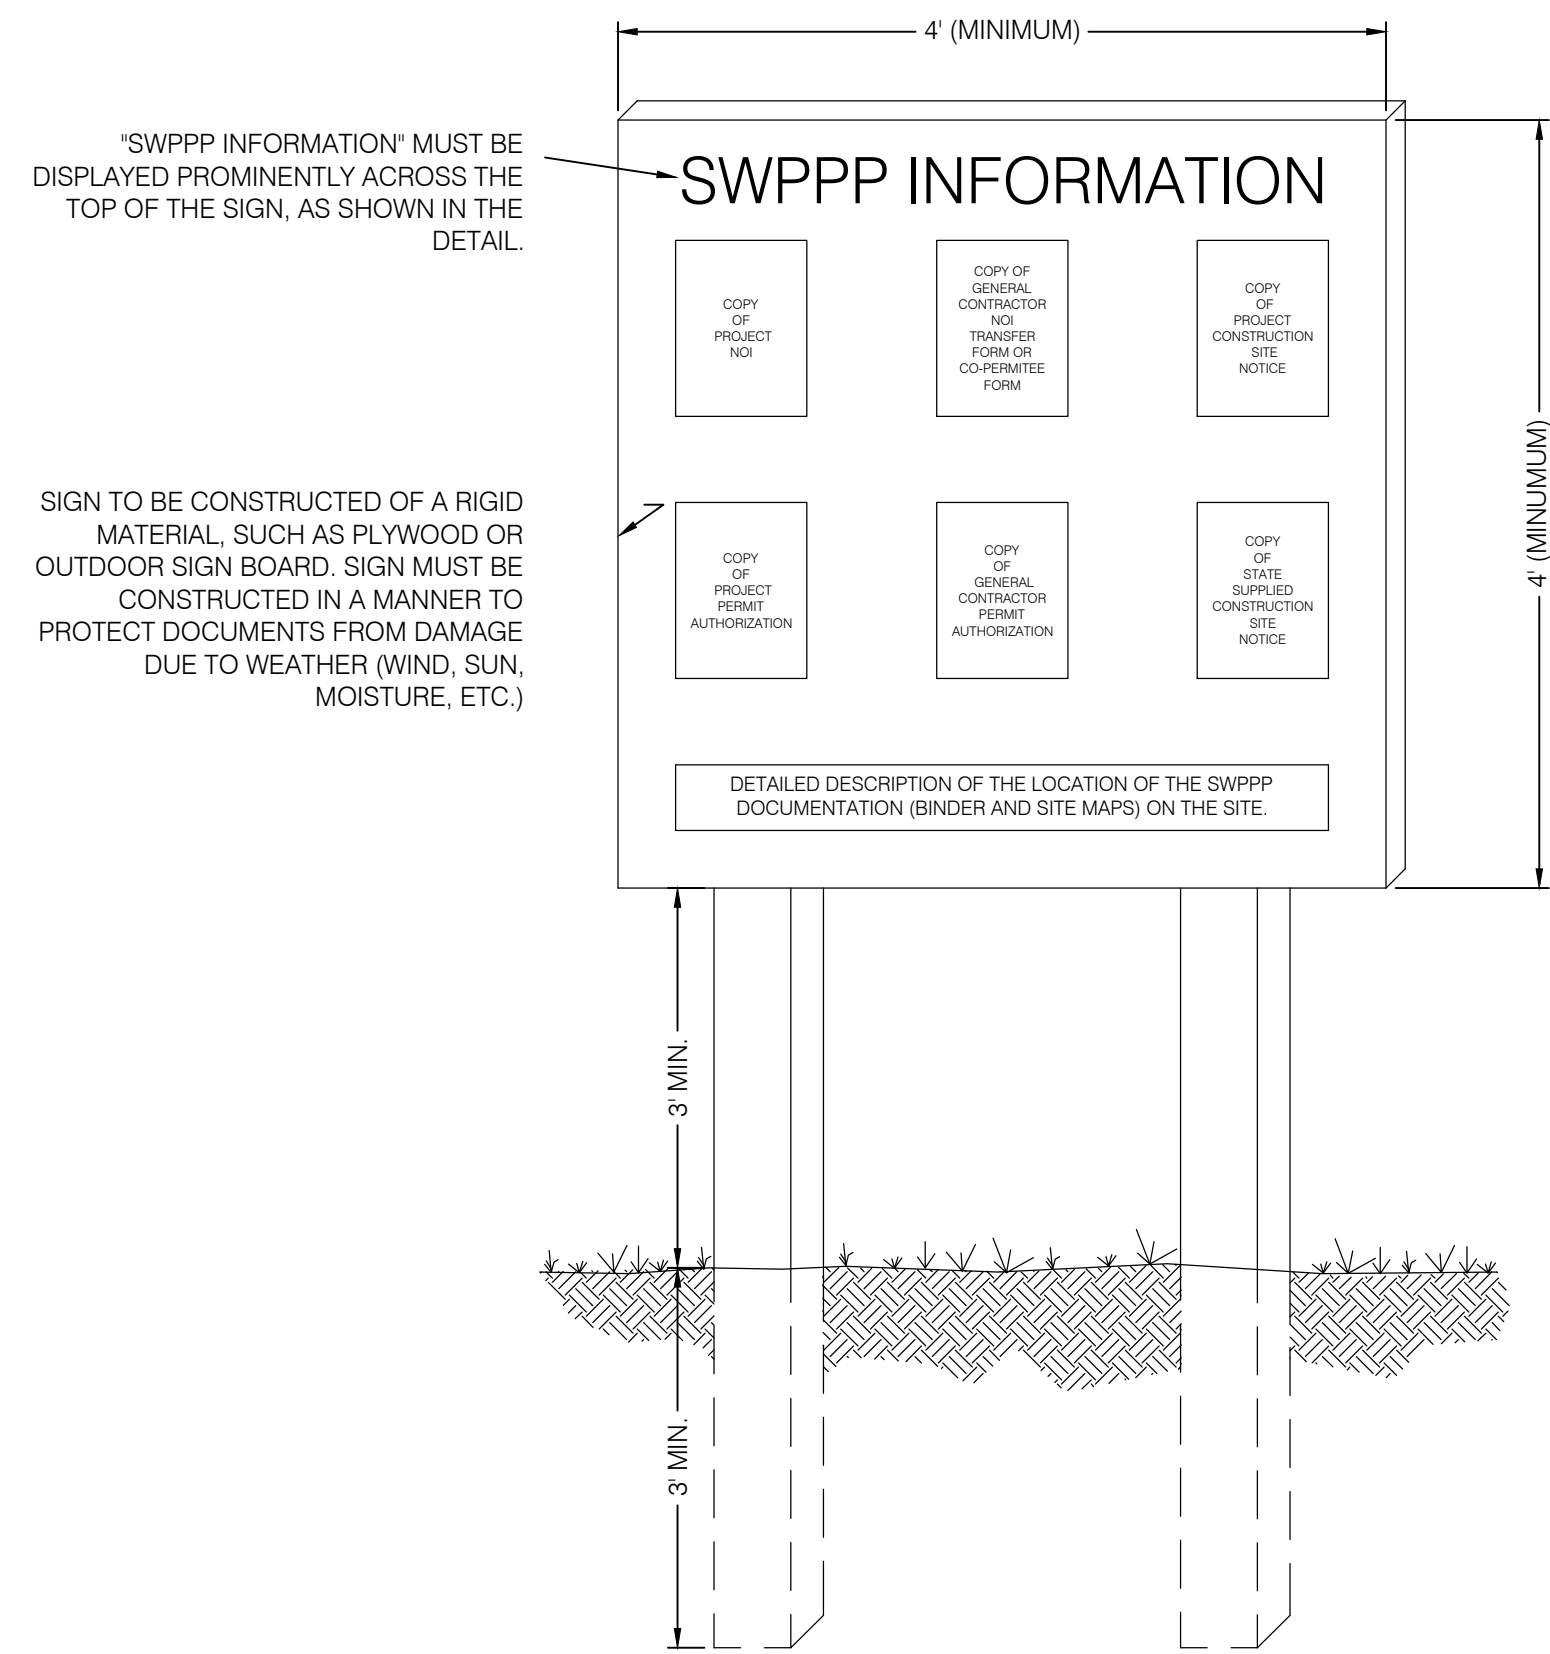 4' (MINIMUM)
"SWPPP INFORMATION" MUST BE
DISPLAYED PROMINENTLY ACROSS THE
TOP OF THE SIGN, AS SHOWN IN THE
DETAIL.
SWPPP INFORMATION
COPY
OF
PROJECT
NOI
COPY OF
GENERAL
CONTRACTOR
NOI
TRANSFER
FORM OR
CO-PERMITEE
FORM
COPY
OF
PROJECT
CONSTRUCTION
SITE
NOTICE
4' (MINUMUM)
SIGN TO BE CONSTRUCTED OF A RIGID
MATERIAL, SUCH AS PLYWOOD OR
OUTDOOR SIGN BOARD. SIGN MUST BE
CONSTRUCTED IN A MANNER TO
PROTECT DOCUMENTS FROM DAMAGE
DUE TO WEATHER (WIND, SUN,
MOISTURE, ETC.)
COPY
OF
PROJECT
PERMIT
AUTHORIZATION
COPY
OF
GENERAL
CONTRACTOR
PERMIT
AUTHORIZATION
COPY
OF
STATE
SUPPLIED
CONSTRUCTION
SITE
NOTICE
DETAILED DESCRIPTION OF THE LOCATION OF THE SWPPP
DOCUMENTATION (BINDER AND SITE MAPS) ON THE SITE.
3' MIN.
3' MIN.